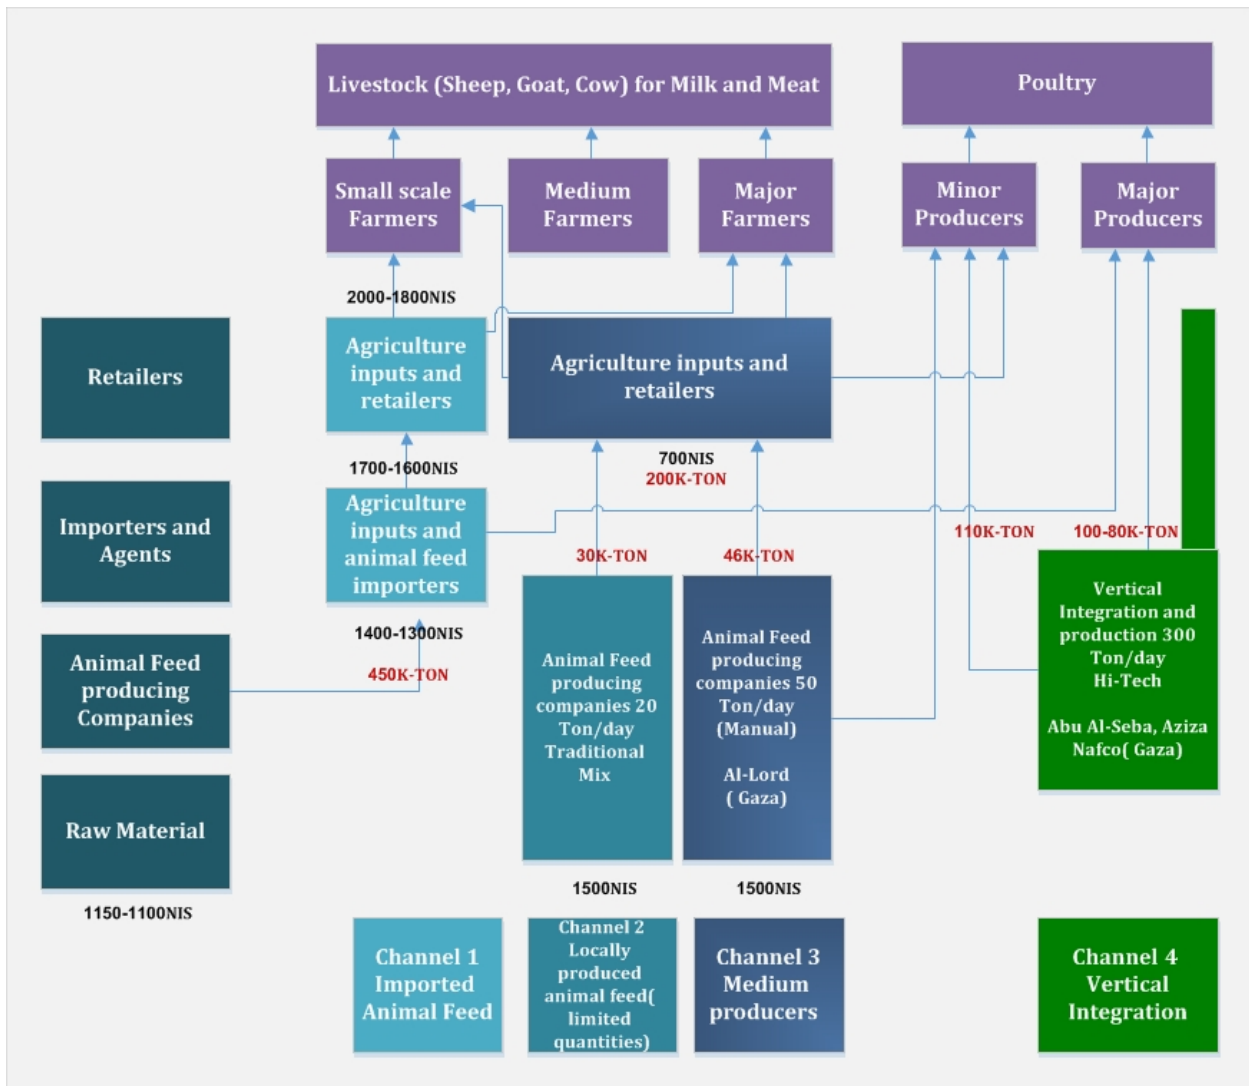 Livestock (Sheep, Goat, Cow) for Milk and Meat
Poultry
Small scale
Farmers
Medium
Farmers
Major
Farmers
Minor
Producers
Major
Producers
2000-1800NIS
Retailers
Agriculture
inputs and
retailers
Agriculture inputs and
retailers
1700-1600NIS
700NIS
200K-TON
Importers and
Agents
Agriculture
inputs and
animal feed
importers
30K-TON
46K-TON
110K-TON
100-80K-TON
1400-1300NIS
450K-TON
Animal Feed
producing
Companies
Animal Feed
producing
companies 20
Ton/day
Traditional
Mix
Animal Feed
producing
companies 50
Ton/day
(Manual)
Al-Lord
( Gaza)
Vertical
Integration and
production 300
Ton/day
Hi-Tech
Abu Al-Seba, Aziza
Nafco( Gaza)
Raw Material
1150-1100NIS
1500NIS
1500NIS
Channel 1
Imported
Animal Feed
Channel 2
Locally
produced
animal feed(
limited
quantities)
Channel 3
Medium
producers
Channel 4
Vertical
Integration